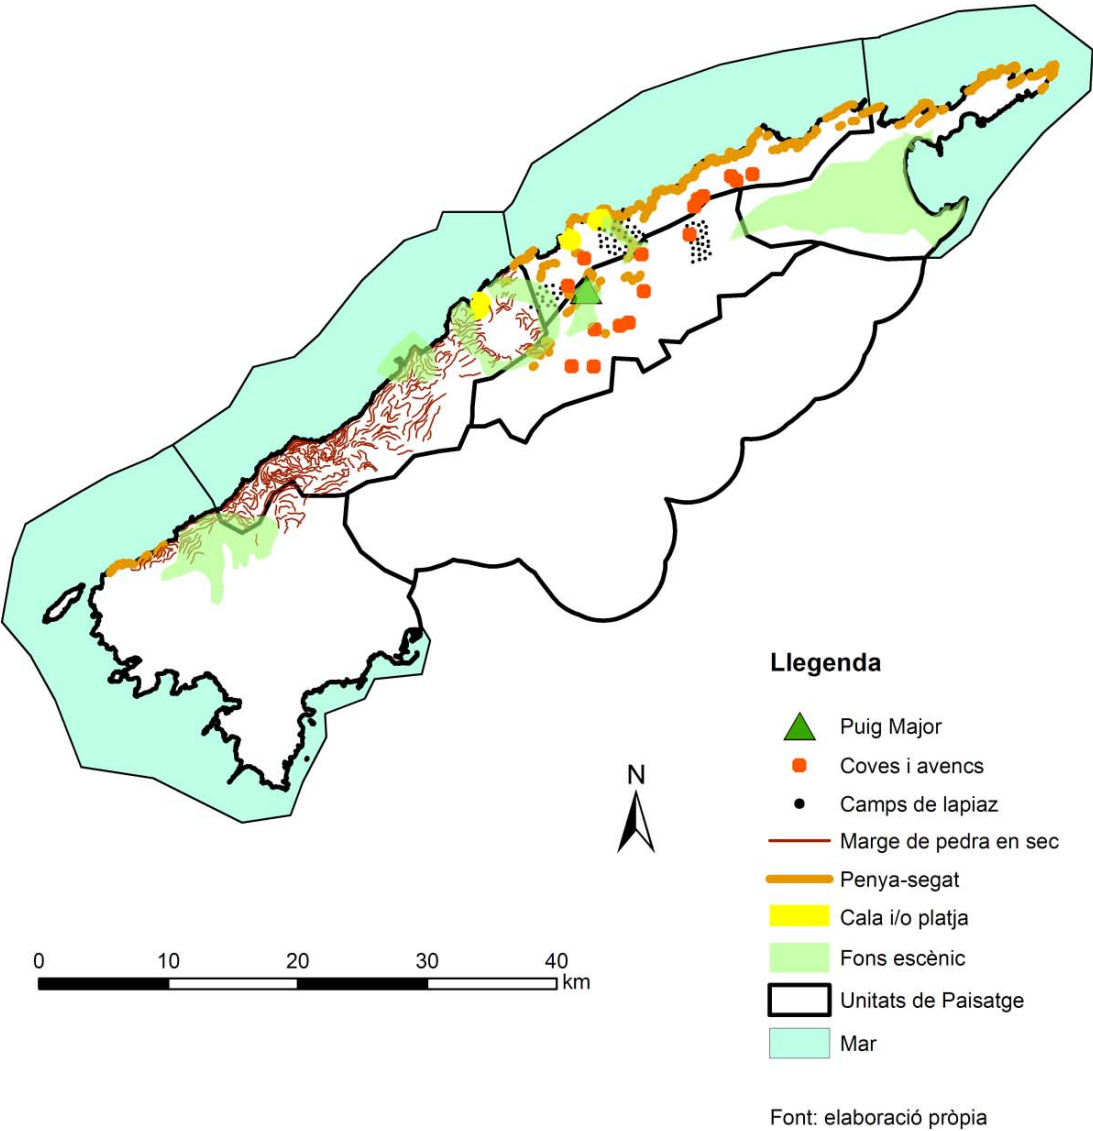 Llegenda
Puig Major
Coves i avencs
Camps de lapiaz
Marge de pedra en sec
Penya-segat
Cala i/o platja
Fons escènic
Unitats de Paisatge
Mar
N
0 10 20 30 40
km
Font: elaboració pròpia